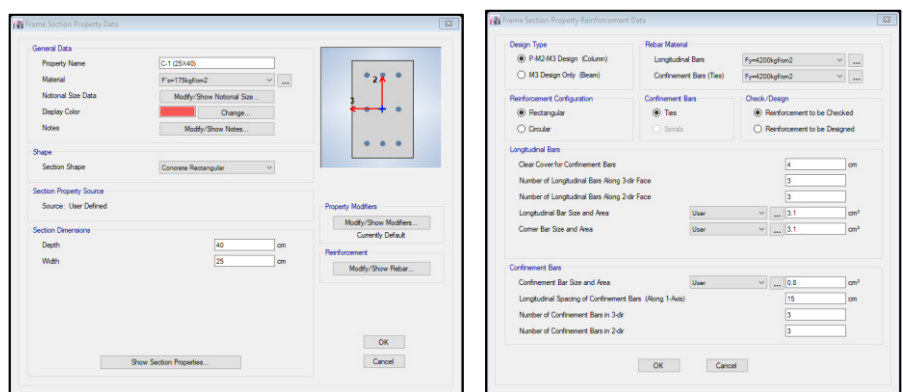 Frame Section Property Data
General Data
Property Name C-1 (25X40)
Material F'c=175kgf/cm2 ...
Notional Size Data Modify/Show Notional Size...
Display Color Change...
Notes Modify/Show Notes...
Shape
Section Shape Concrete Rectangular
Section Property Source
Source: User Defined
Section Dimensions
Depth 40 cm
Width 25 cm
Show Section Properties...
2
3
Property Modifiers
Modify/Show Modifiers...
Currently Default
Reinforcement
Modify/Show Rebar...
OK
Cancel
Frame Section Property Reinforcement Data
Design Type
P-M2-M3 Design (Column)
M3 Design Only (Beam)
Rebar Material
Longitudinal Bars Fy=4200kgf/cm2 ...
Confinement Bars (Ties) Fy=4200kgf/cm2 ...
Reinforcement Configuration
Rectangular
Circular
Confinement Bars
Ties
Spirals
Check/Design
Reinforcement to be Checked
Reinforcement to be Designed
Longitudinal Bars
Clear Cover for Confinement Bars 4 cm
Number of Longitudinal Bars Along 3-dir Face 3
Number of Longitudinal Bars Along 2-dir Face 3
Longitudinal Bar Size and Area User ... 3.1 cm²
Corner Bar Size and Area User ... 3.1 cm²
Confinement Bars
Confinement Bar Size and Area User ... 0.8 cm²
Longitudinal Spacing of Confinement Bars (Along 1-Axis) 15 cm
Number of Confinement Bars in 3-dir 3
Number of Confinement Bars in 2-dir 3
OK Cancel